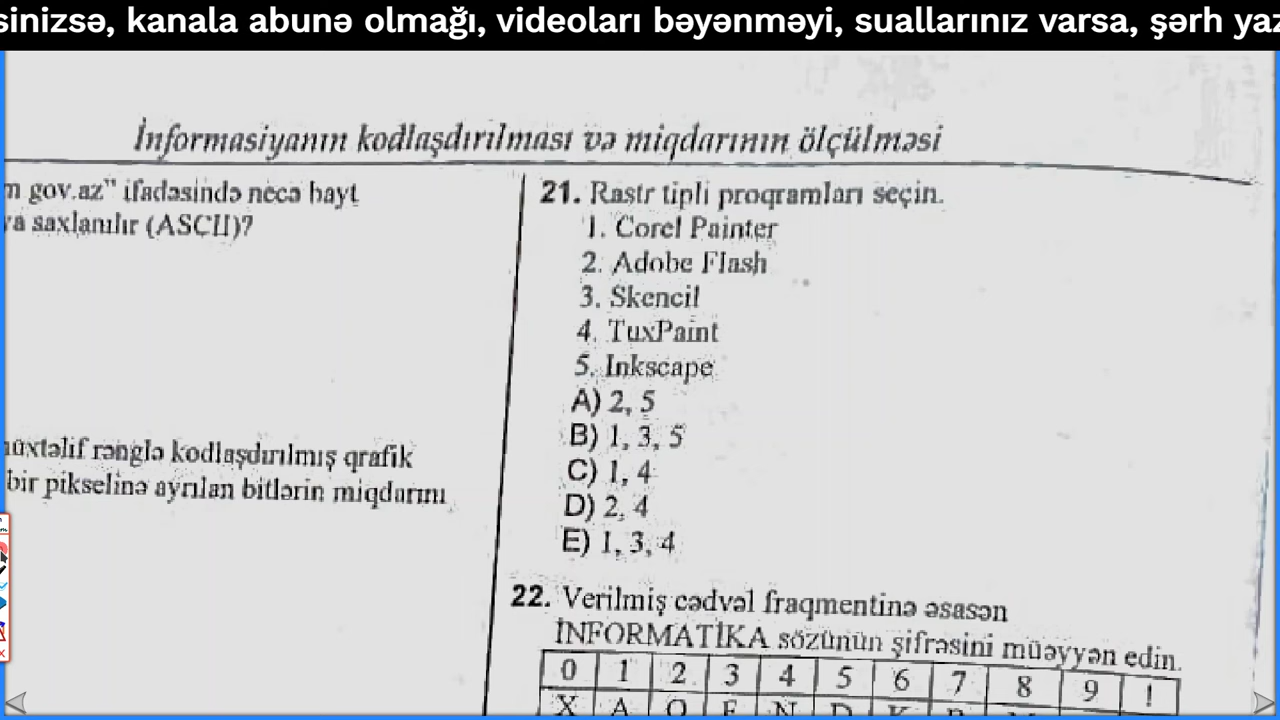 sinizsə, kanala abunə olmağı, videoları bəyənməyi, suallarınız varsa, şərh yaz
İnformasiyanın kodlaşdırılması və miqdarının ölçülməsi
m gov.az" ifadəsində neçə bayt
va saxlanılır (ASCII)?
müxtəlif rənglə kodlaşdırılmış qrafik
bir pikselinə ayrılan bitlərin miqdarını
21. Rastr tipli proqramları seçin.
1. Corel Painter
2. Adobe Flash
3. Skencil
4. TuxPaint
5. Inkscape
A) 2, 5
B) 1, 3, 5
C) 1, 4
D) 2, 4
E) 1, 3, 4
22. Verilmiş cədvəl fraqmentinə əsasən
İNFORMATİKA sözünün şifrəsini müəyyən edin.
0 1 2 3 4 5 6 7 8 9 !
X A